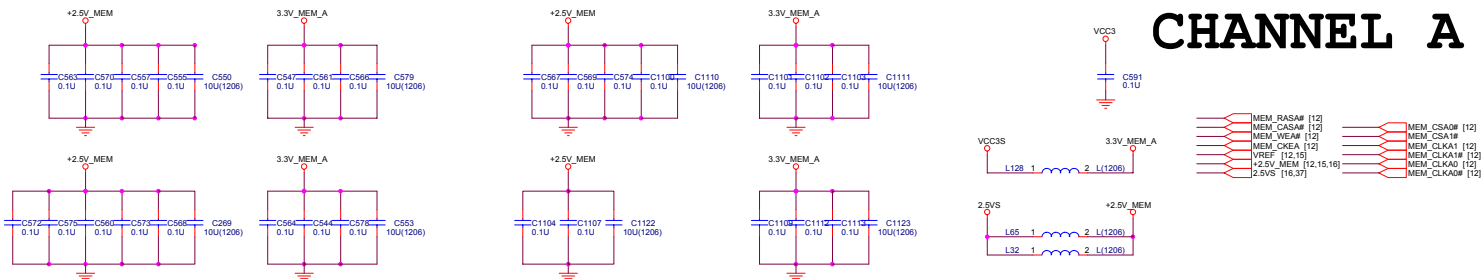 CHANNEL A
+2.5V_MEM
C563 0.1U
C570 0.1U
C557 0.1U
C555 0.1U
C550 10U(1206)
3.3V_MEM_A
C547 0.1U
C561 0.1U
C566 0.1U
C579 10U(1206)
+2.5V_MEM
C567 0.1U
C569 0.1U
C574 0.1U
C1100 0.1U
C1110 10U(1206)
3.3V_MEM_A
C1101 0.1U
C1102 0.1U
C1103 0.1U
C1111 10U(1206)
VCC3
C591 0.1U
+2.5V_MEM
C572 0.1U
C575 0.1U
C560 0.1U
C573 0.1U
C568 0.1U
C269 10U(1206)
3.3V_MEM_A
C564 0.1U
C544 0.1U
C578 0.1U
C553 10U(1206)
+2.5V_MEM
C1104 0.1U
C1107 0.1U
C1122 10U(1206)
3.3V_MEM_A
C1109 0.1U
C1112 0.1U
C1113 0.1U
C1123 10U(1206)
VCC3S
3.3V_MEM_A
L128 1 2 L(1206)
2.5VS
+2.5V_MEM
L65 1 2 L(1206)
L32 1 2 L(1206)
MEM_RASA# [12]
MEM_CASA# [12]
MEM_WEA# [12]
MEM_CKEA [12]
VREF [12,15]
+2.5V_MEM [12,15,16]
2.5VS [16,37]
MEM_CSA0# [12]
MEM_CSA1#
MEM_CLKA1 [12]
MEM_CLKA1# [12]
MEM_CLKA0 [12]
MEM_CLKA0# [12]